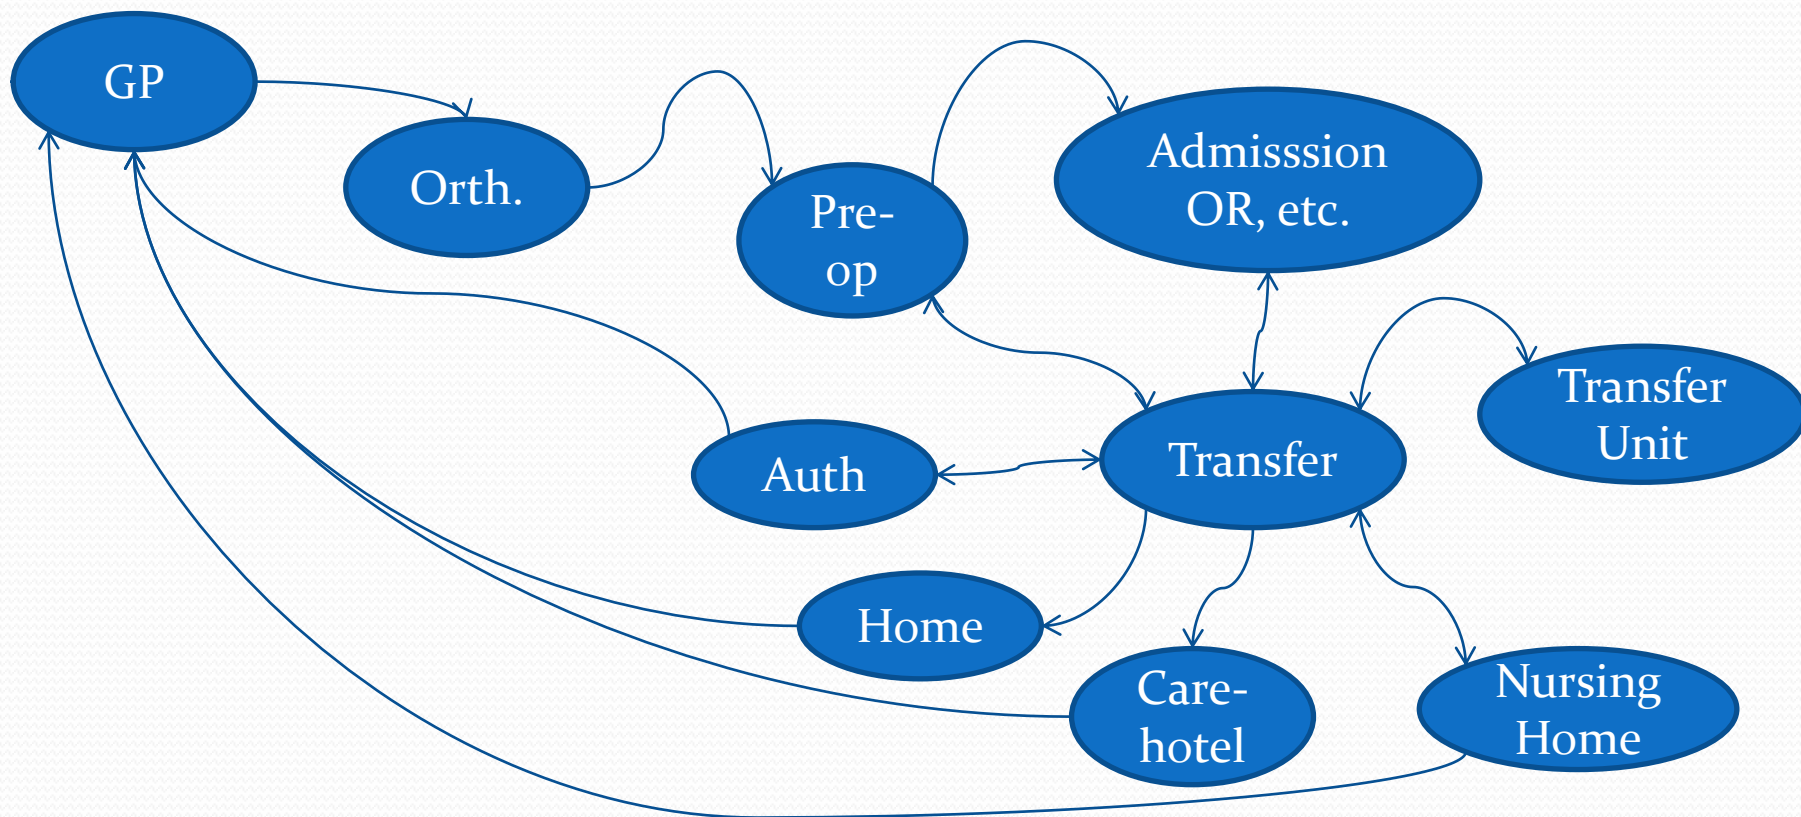 GP
Orth.
Pre-
op
Admisssion
OR, etc.
Transfer
Unit
Transfer
Auth
Home
Care-
hotel
Nursing
Home